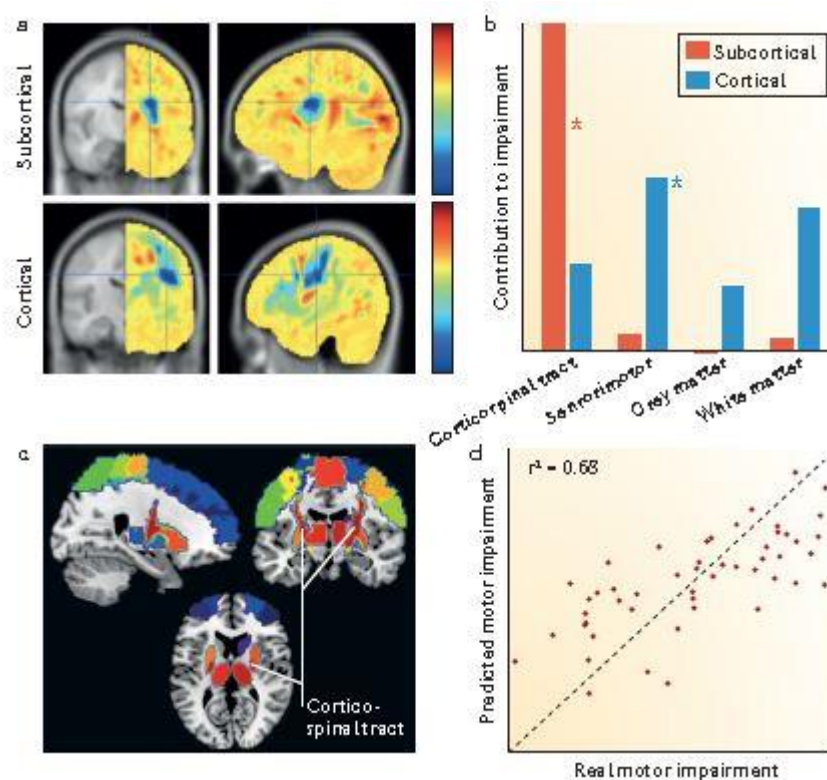 a
Subcortical
Cortical
b
Subcortical
Cortical
Contribution to impairment
Corticospinal tract
Sensorimotor
Grey matter
White matter
c
Cortico-
spinal tract
d
r² = 0.68
Predicted motor impairment
Real motor impairment